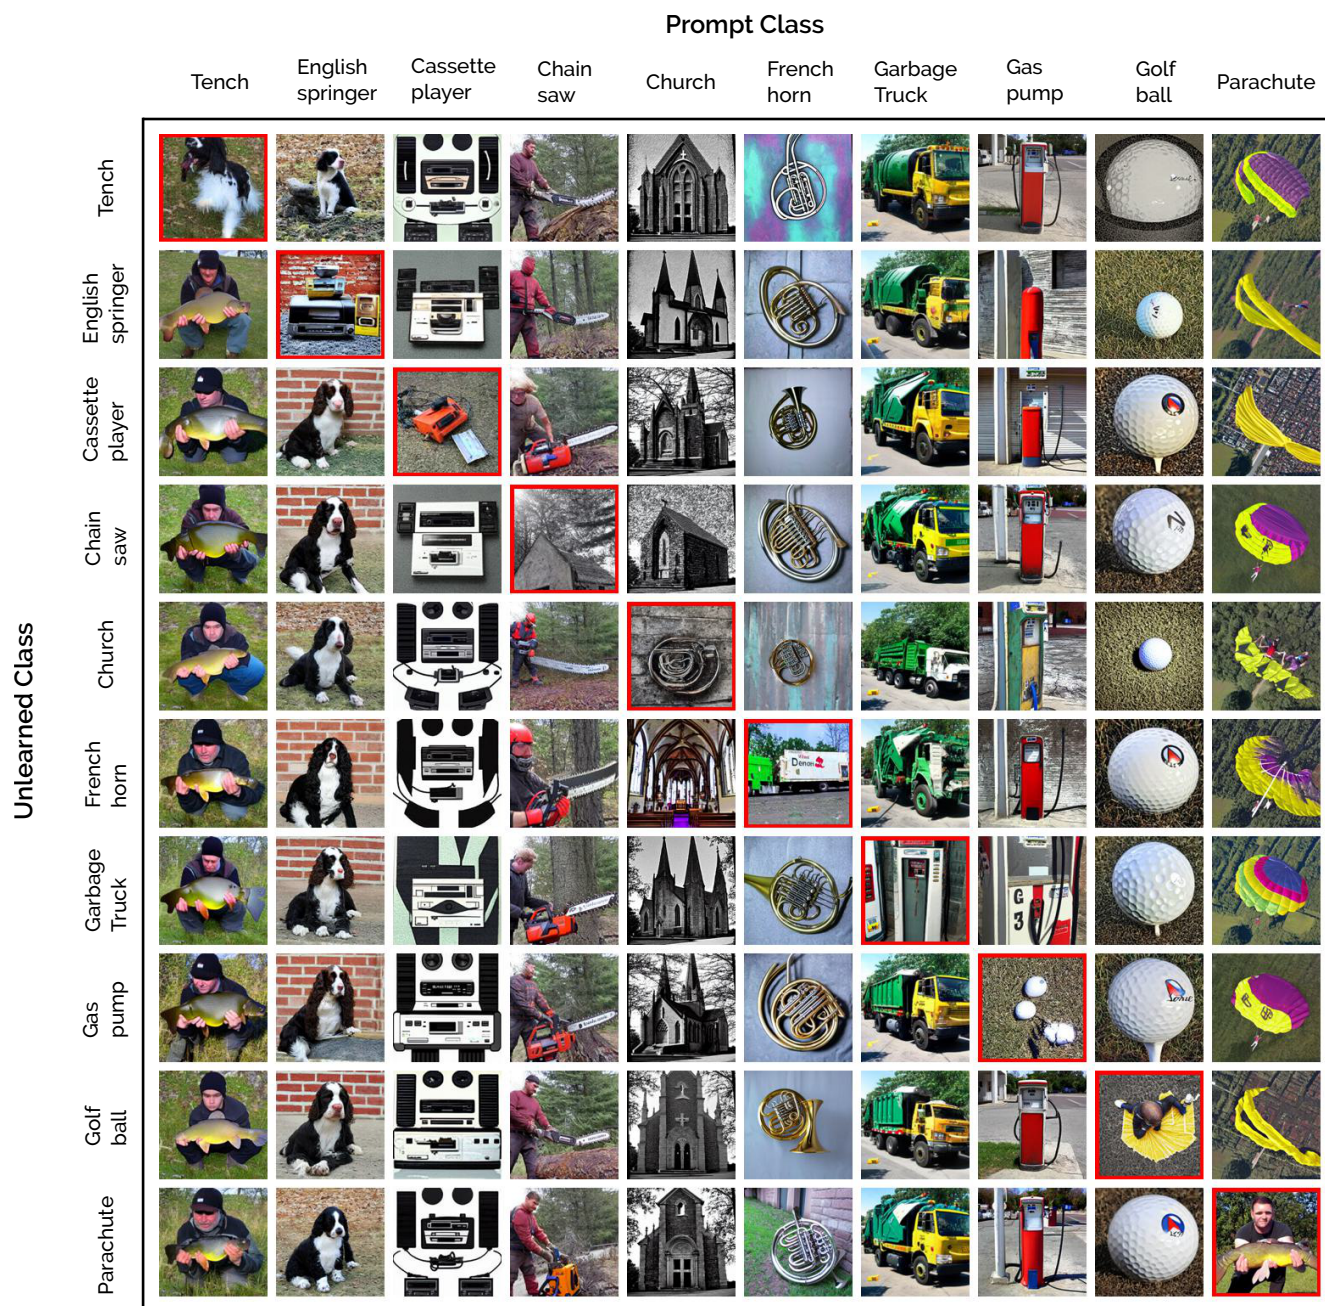 Prompt Class
Tench
English
springer
Cassette
player
Chain
saw
Church
French
horn
Garbage
Truck
Gas
pump
Golf
ball
Parachute
Unlearned Class
Tench
English
springer
Cassette
player
Chain
saw
Church
French
horn
Denon
Garbage
Truck
G
3
Gas
pump
Golf
ball
Parachute